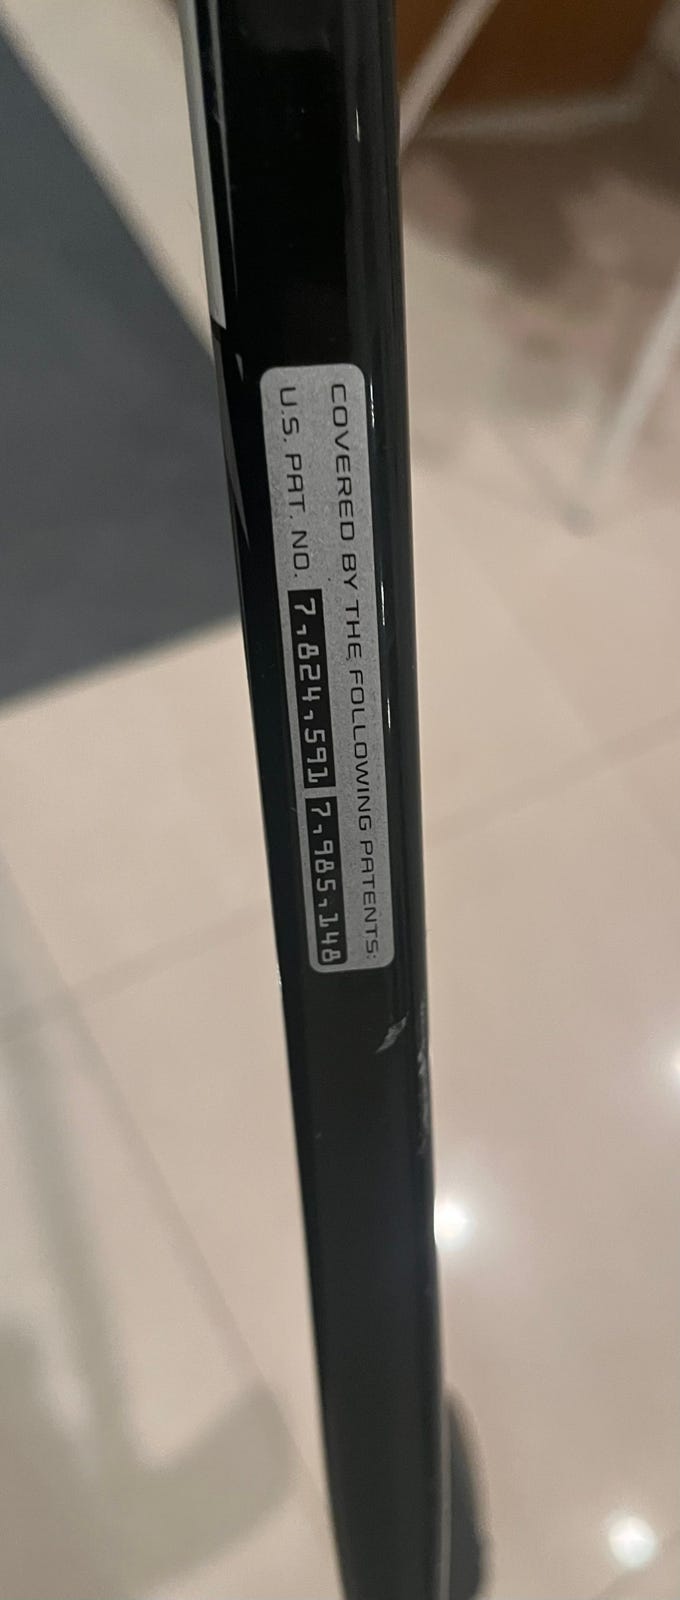 COVERED BY THE FOLLOWING PATENTS:
U.S. PAT. NO. 7,824,591 7,985,148